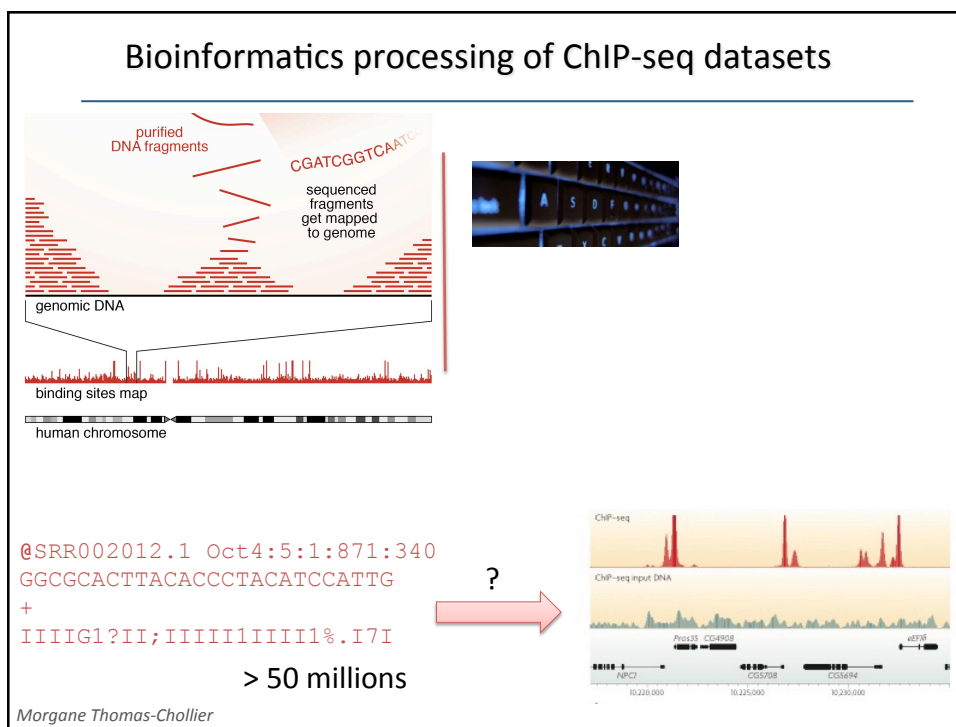 Bioinformatics processing of ChIP-seq datasets
purified
DNA fragments
CGATCGGTCAATC
sequenced
fragments
get mapped
to genome
genomic DNA
binding sites map
human chromosome
A S D F
@SRR002012.1 Oct4:5:1:871:340
GGCGCACTTACACCCTACATCCATTG
+
IIIIG1?II;IIIII1IIII1%.I7I
> 50 millions
?
ChIP-seq
ChIP-seq input DNA
Pros35 CG4908 eEF1δ
NPC1 CG5708 CG5694
10,220,000 10,225,000 10,230,000
Morgane Thomas-Chollier